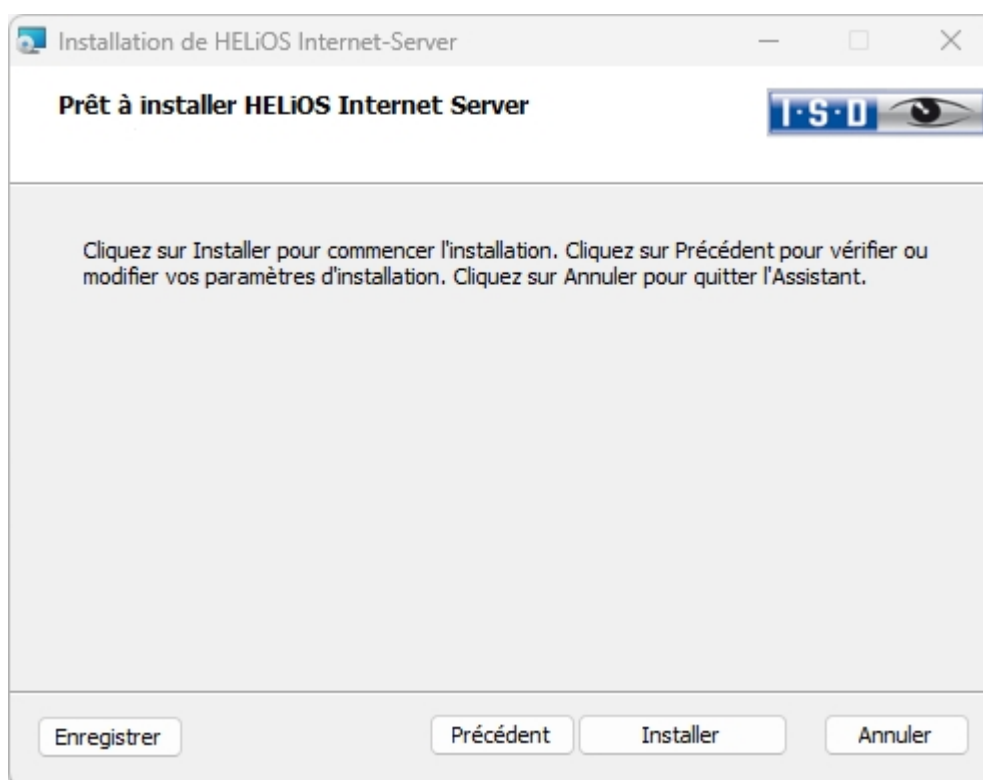 Installation de HELiOS Internet-Server
Prêt à installer HELiOS Internet Server
I·S·D
Cliquez sur Installer pour commencer l'installation. Cliquez sur Précédent pour vérifier ou
modifier vos paramètres d'installation. Cliquez sur Annuler pour quitter l'Assistant.
Enregistrer
Précédent
Installer
Annuler